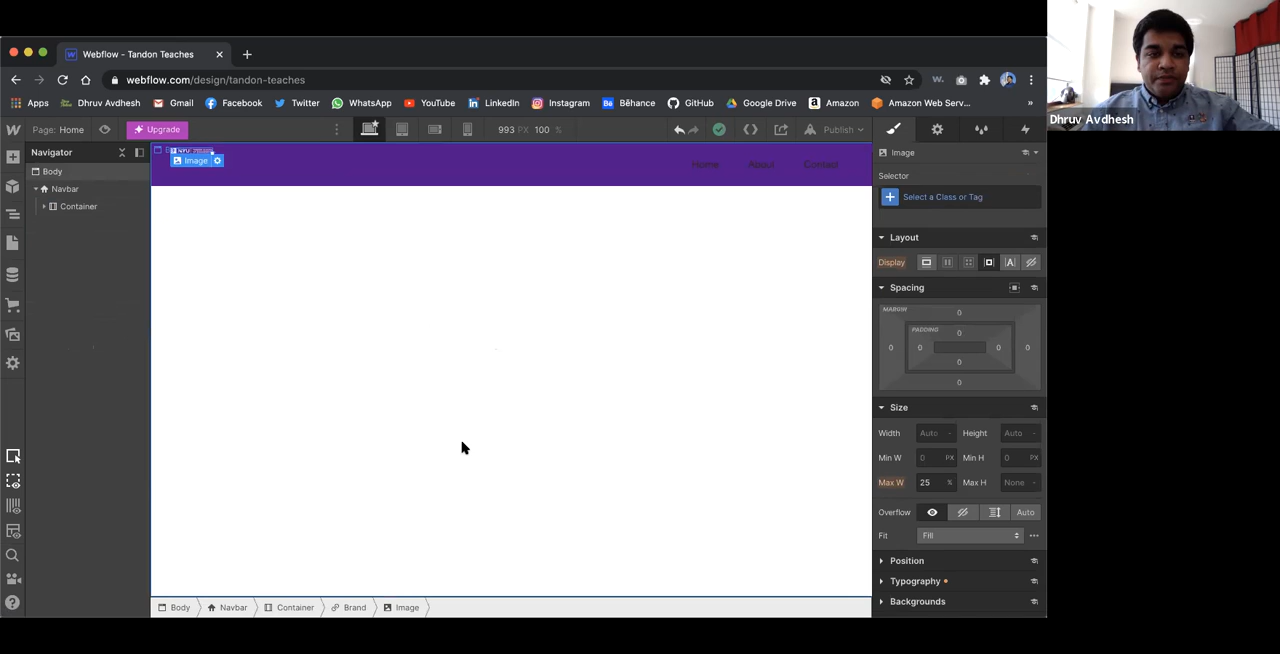 Webflow - Tandon Teaches
webflow.com/design/tandon-teaches
Apps Dhruv Avdhesh Gmail Facebook Twitter WhatsApp YouTube LinkedIn Instagram Bēhance GitHub Google Drive Amazon Amazon Web Serv... »
Page: Home Upgrade 993 PX 100 % Publish
Navigator
Body
Navbar
Container
Image
Home About Contact
Body Navbar Container Brand Image
Image
Selector
Select a Class or Tag
Layout
Display
Spacing
MARGIN 0
PADDING 0
0 0 0 0
0
0
Size
Width Auto - Height Auto -
Min W 0 PX Min H 0 PX
Max W 25 % Max H None -
Overflow Auto
Fit Fill
Position
Typography
Backgrounds
Dhruv Avdhesh